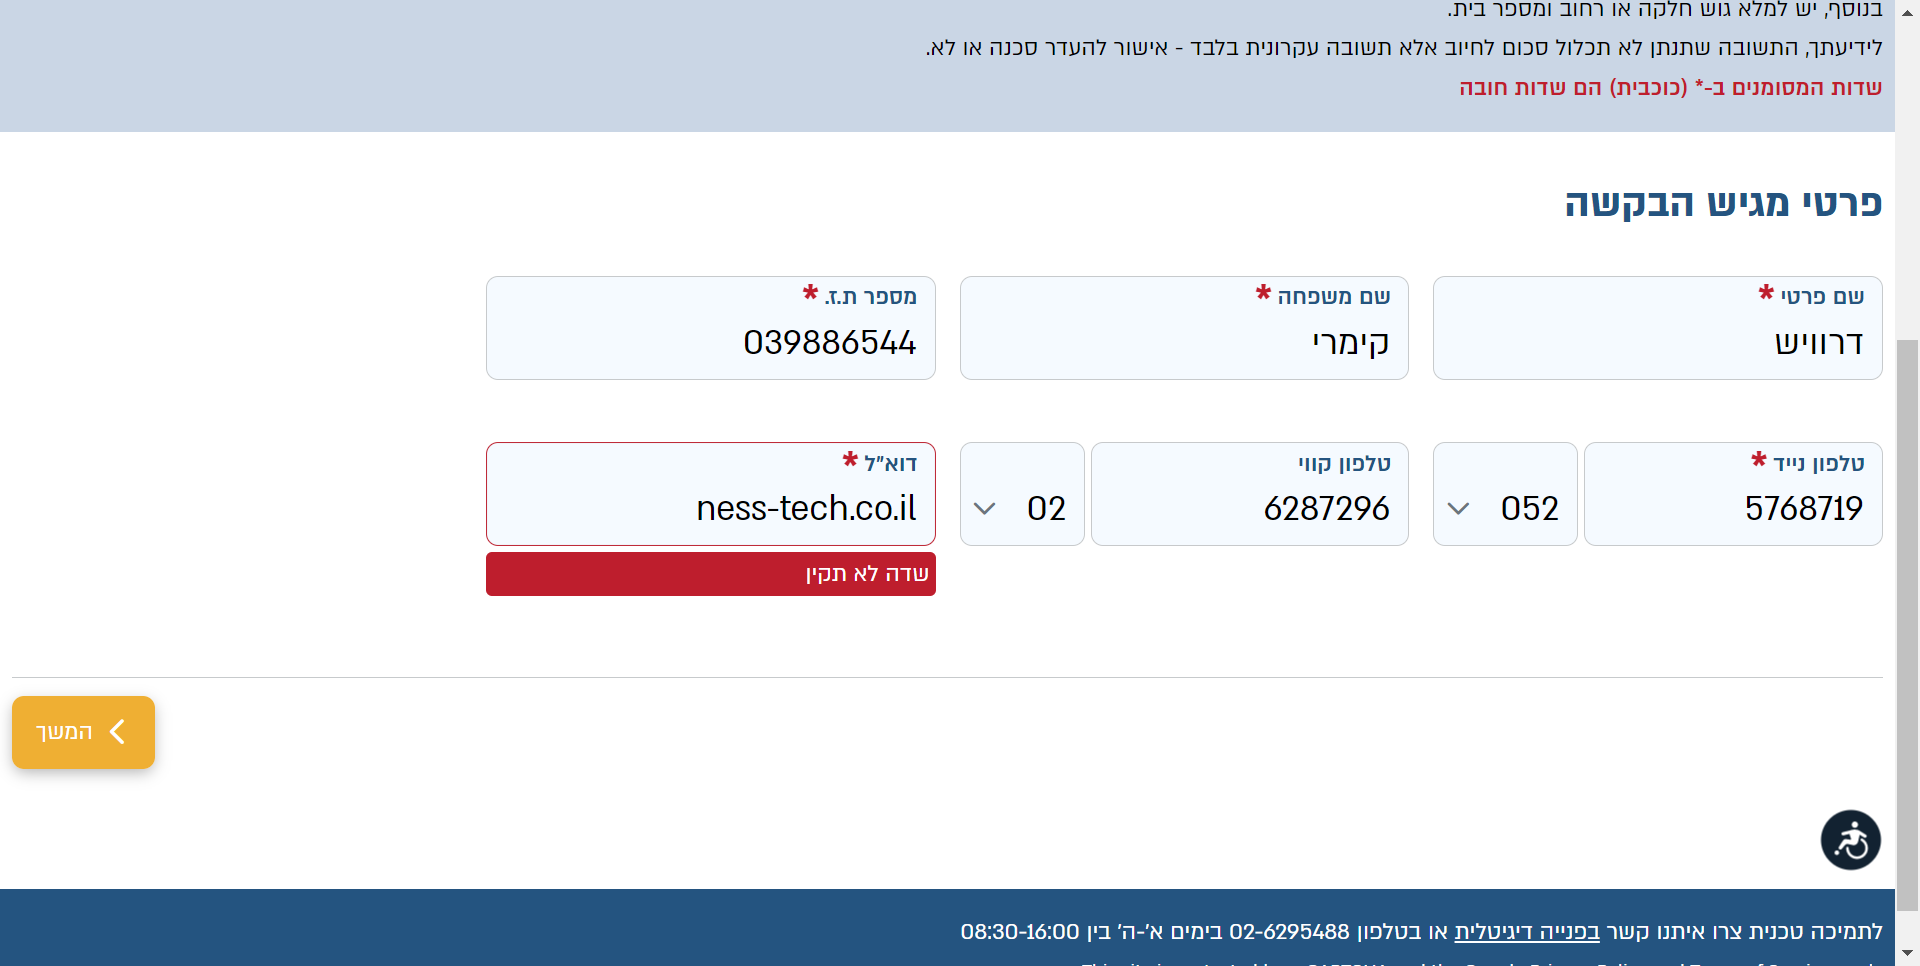 בנוסף, יש למלא גוש חלקה או רחוב ומספר בית.
לידיעתך, התשובה שתנתן לא תכלול סכום לחיוב אלא תשובה עקרונית בלבד - אישור להעדר סכנה או לא.
שדות המסומנים ב-* (כוכבית) הם שדות חובה
פרטי מגיש הבקשה
שם פרטי *
דרוויש
שם משפחה *
קימרי
מספר ת.ז. *
039886544
טלפון נייד *
5768719
052
טלפון קווי
6287296
02
דוא"ל *
ness-tech.co.il
שדה לא תקין
המשך
לתמיכה טכנית צרו איתנו קשר בפנייה דיגיטלית או בטלפון 02-6295488 בימים א'-ה' בין 08:30-16:00